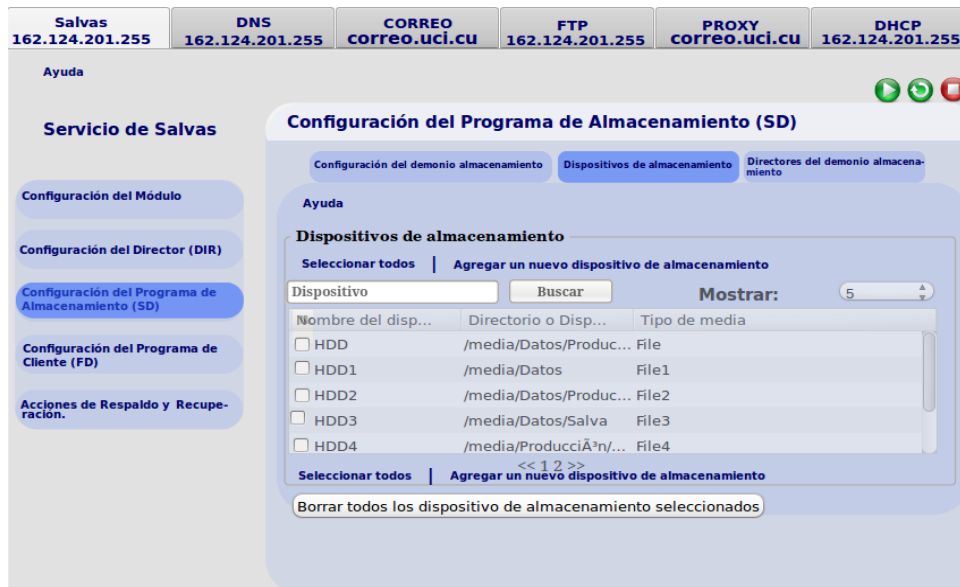 Salvas
162.124.201.255
DNS
162.124.201.255
CORREO
correo.uci.cu
FTP
162.124.201.255
PROXY
correo.uci.cu
DHCP
162.124.201.255
Ayuda
Servicio de Salvas
Configuración del Módulo
Configuración del Director (DIR)
Configuración del Programa de
Almacenamiento (SD)
Configuración del Programa de
Cliente (FD)
Acciones de Respaldo y Recupe-
ración.
Configuración del Programa de Almacenamiento (SD)
Configuración del demonio almacenamiento
Dispositivos de almacenamiento
Directores del demonio almacena-
miento
Ayuda
Dispositivos de almacenamiento
Seleccionar todos | Agregar un nuevo dispositivo de almacenamiento
Dispositivo Buscar Mostrar: 5
Nombre del disp... Directorio o Disp... Tipo de media
HDD /media/Datos/Produc... File
HDD1 /media/Datos File1
HDD2 /media/Datos/Produc... File2
HDD3 /media/Datos/Salva File3
HDD4 /media/ProducciÃ³n/... File4
<< 1 2 >>
Seleccionar todos | Agregar un nuevo dispositivo de almacenamiento
Borrar todos los dispositivo de almacenamiento seleccionados